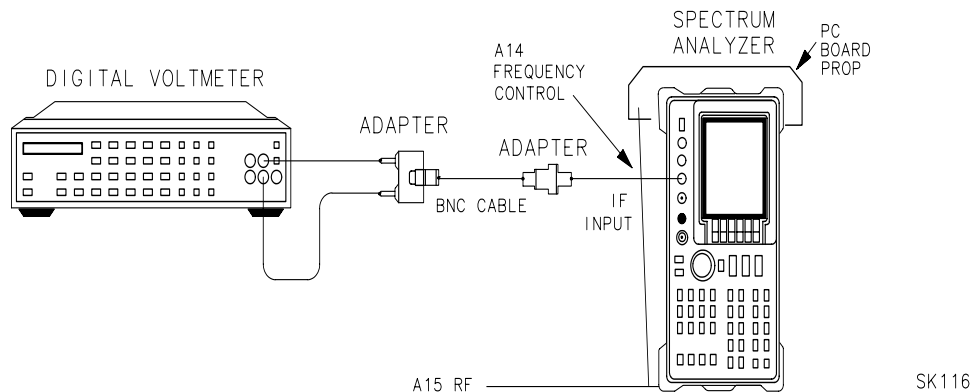 SPECTRUM
ANALYZER
PC
BOARD
PROP
A14
FREQUENCY
CONTROL
DIGITAL VOLTMETER
ADAPTER
ADAPTER
BNC CABLE
IF
INPUT
A15 RF
SK116